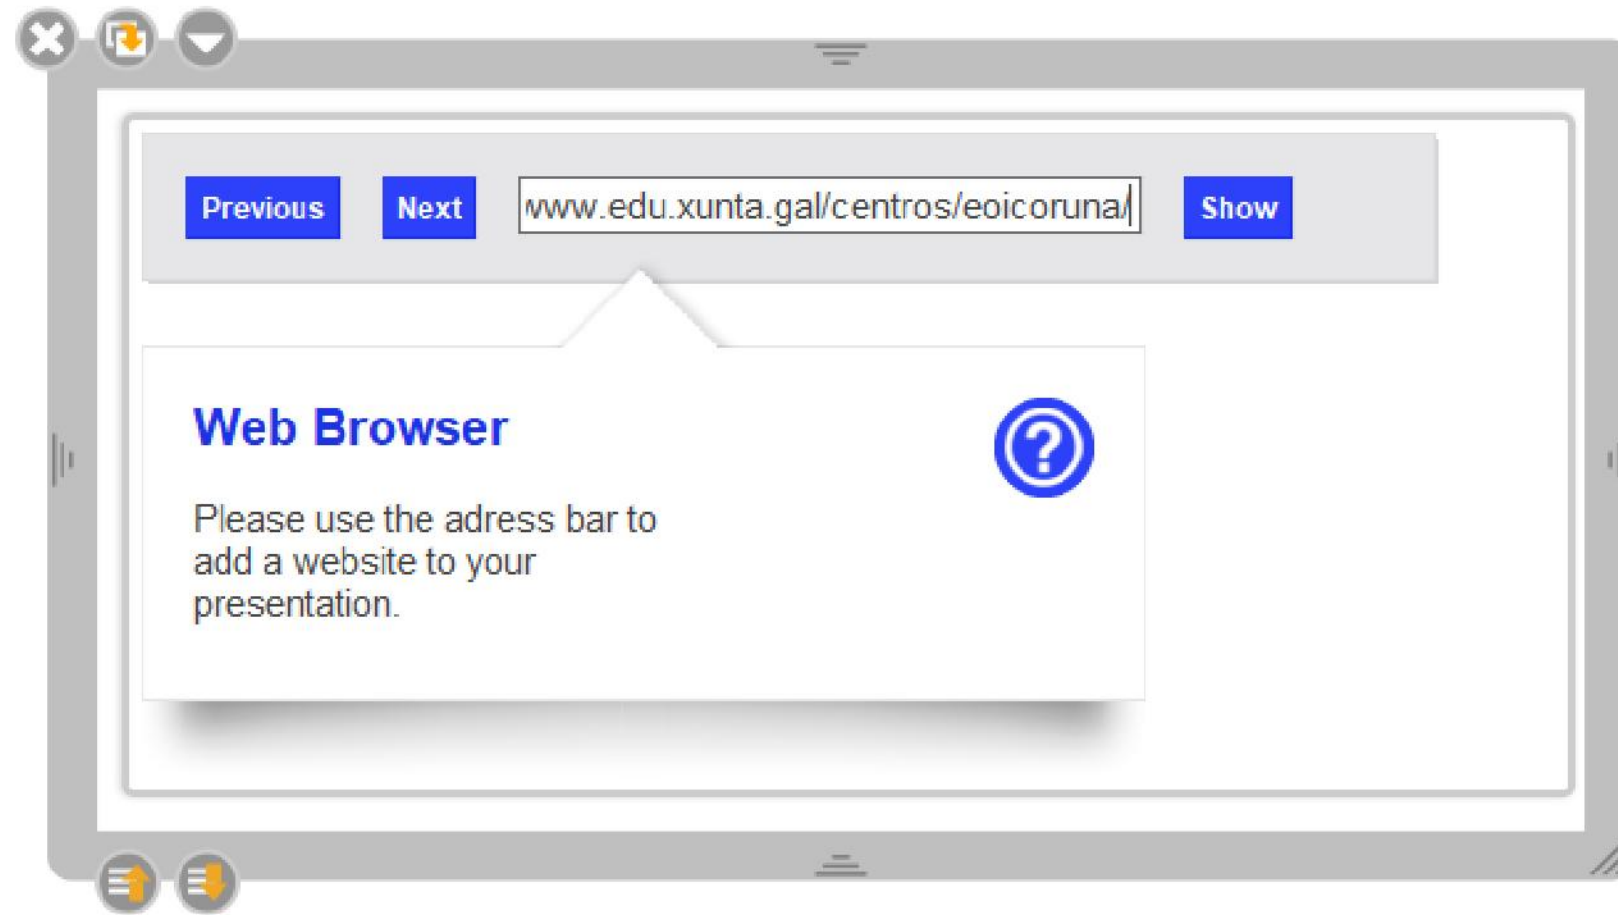 Previous Next www.edu.xunta.gal/centros/eoicoruna/ Show
Web Browser
?
Please use the adress bar to
add a website to your
presentation.